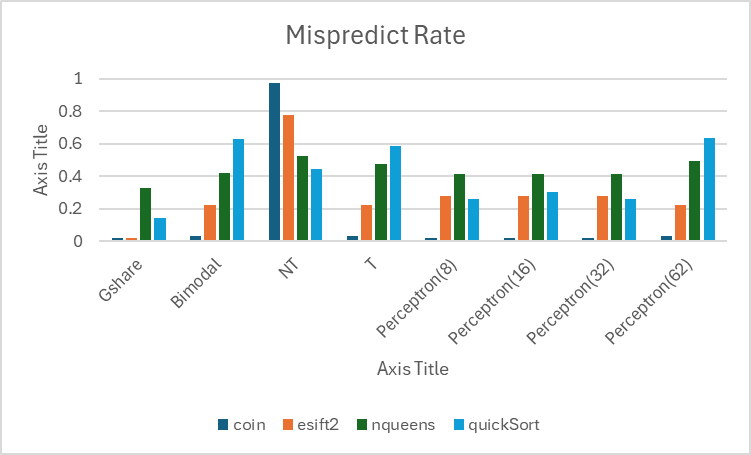 Mispredict Rate
1
0.8
0.6
0.4
0.2
0
Axis Title
Gshare
Bimodal
NT
T
Perceptron(8)
Perceptron(16)
Perceptron(32)
Perceptron(62)
Axis Title
coin esift2 nqueens quickSort